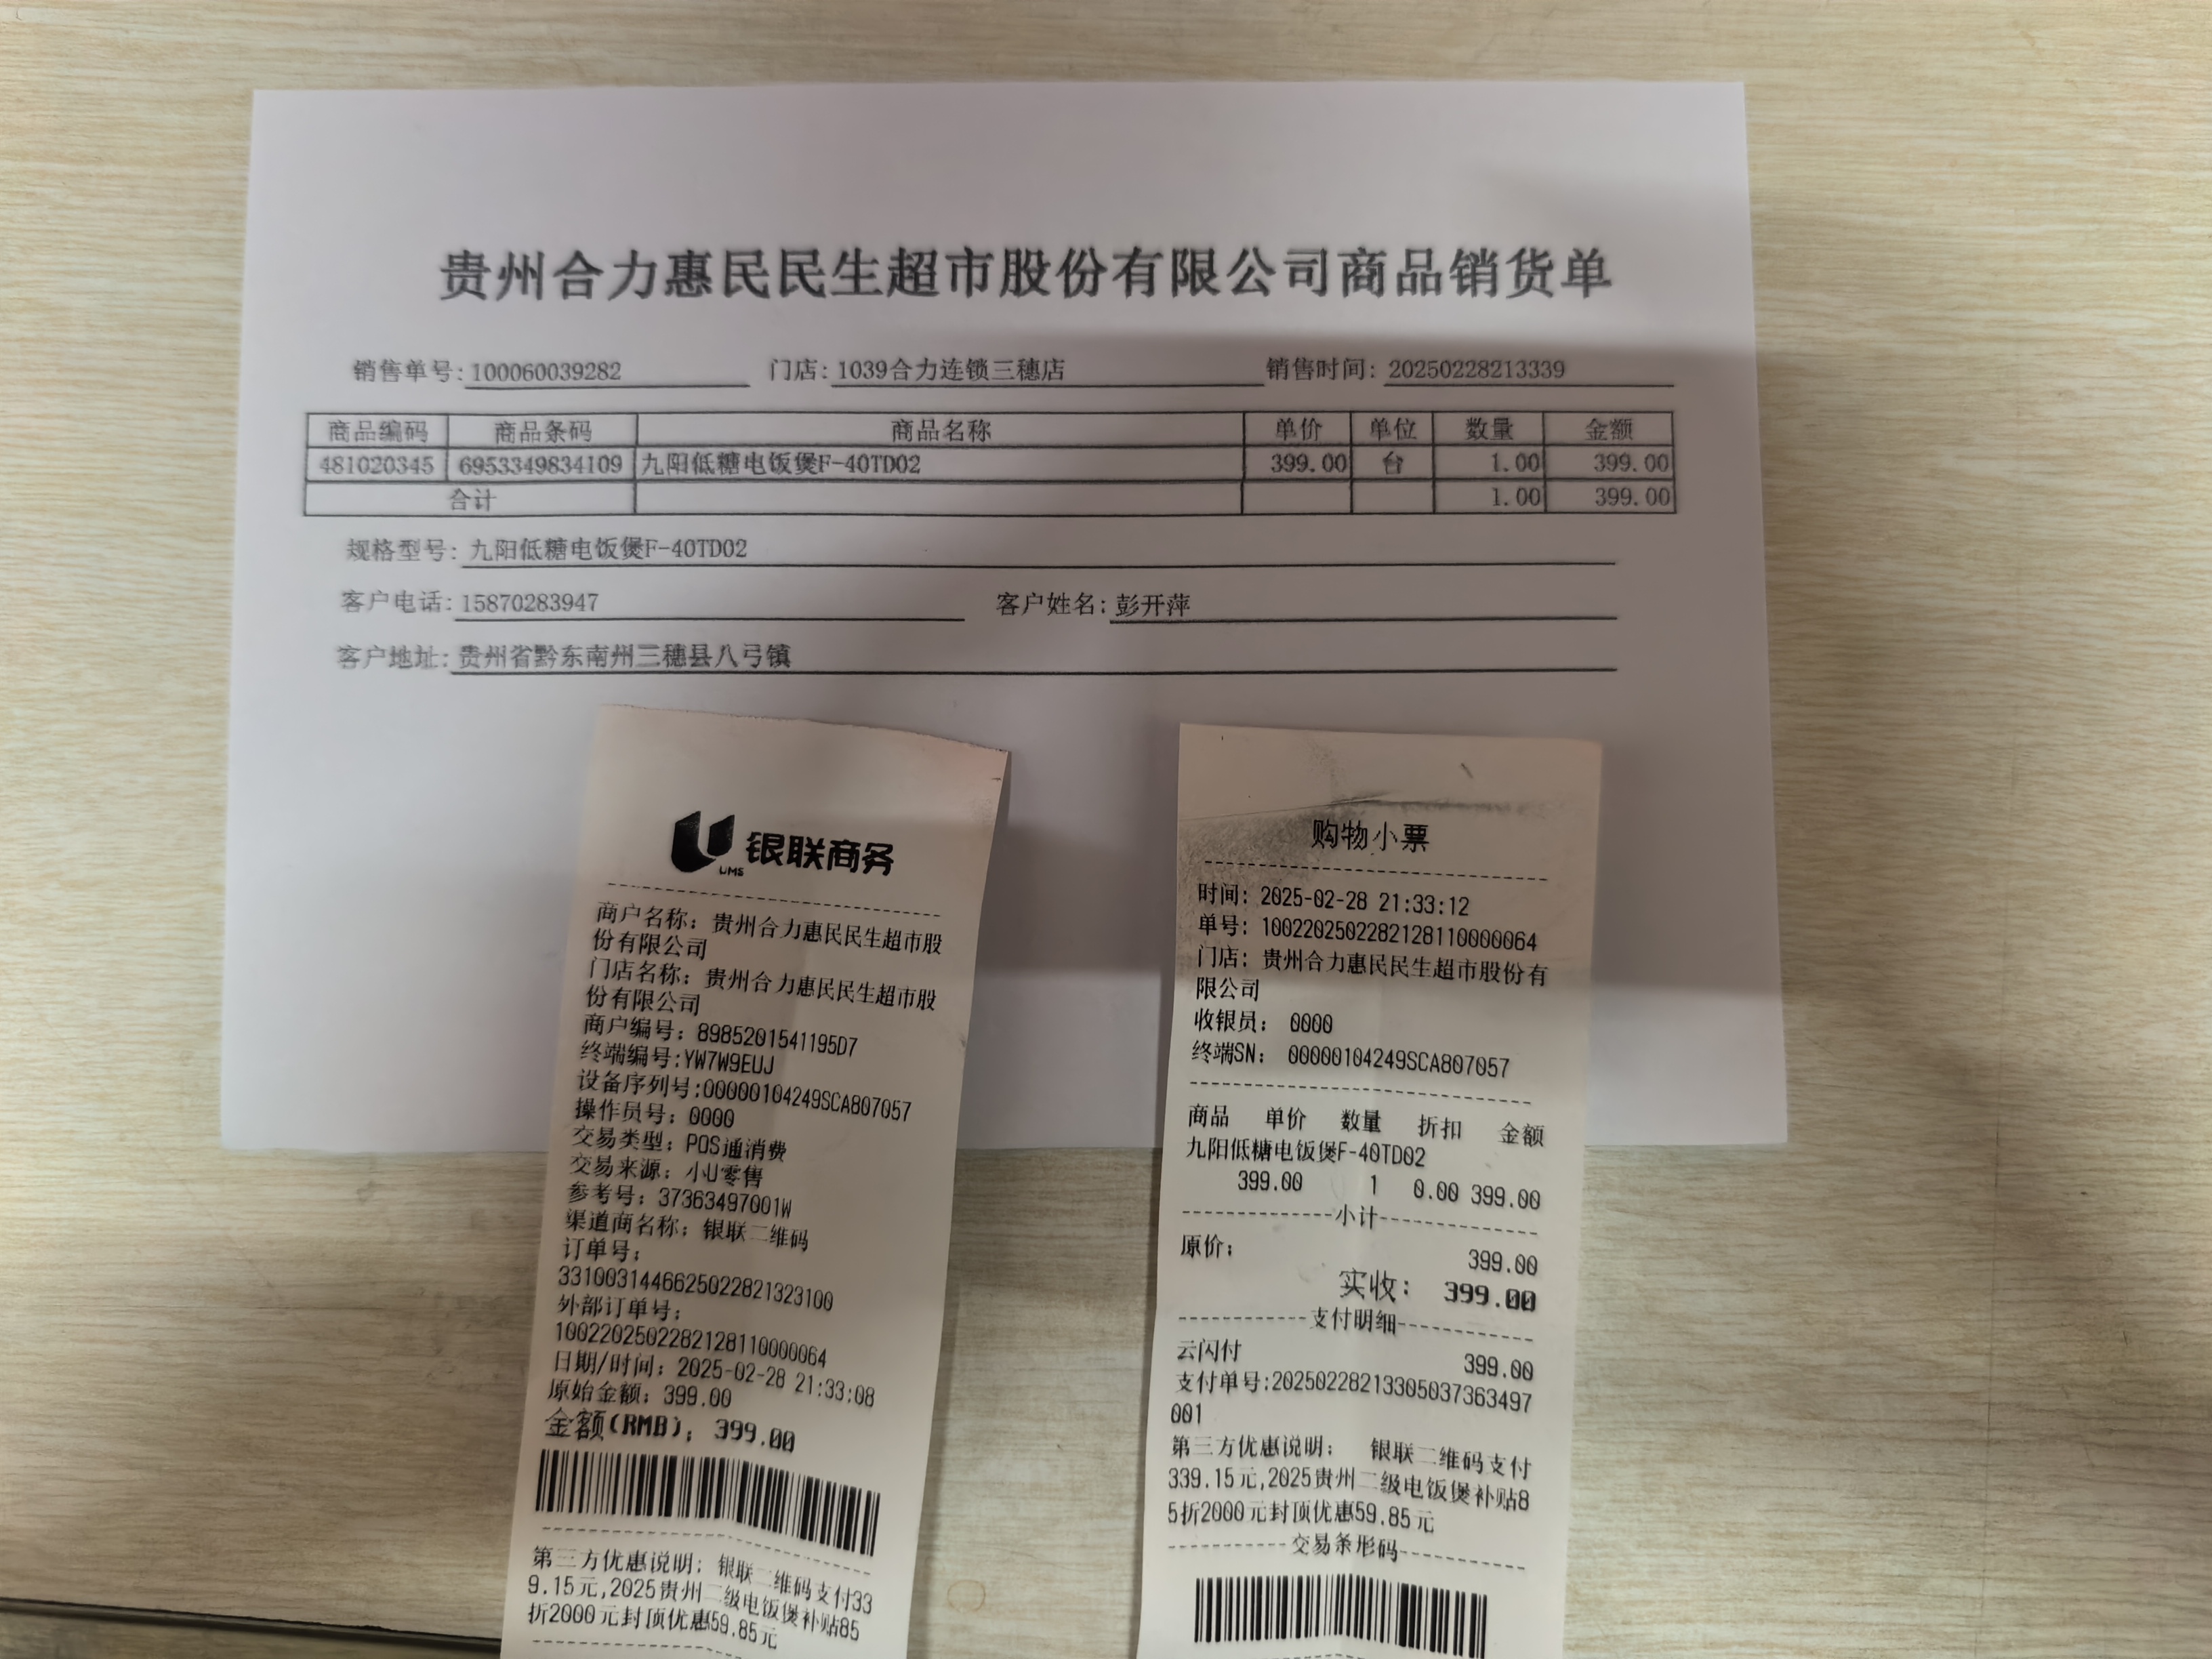 贵州合力惠民民生超市股份有限公司商品销货单
销售单号:100060039282 门店:1039合力连锁三穗店 销售时间:20250228213339
商品编码 商品条码 商品名称 单价 单位 数量 金额
481020345 6953349834109 九阳低糖电饭煲F-40TD02 399.00 台 1.00 399.00
合计 1.00 399.00
规格型号:九阳低糖电饭煲F-40TD02
客户电话:15870283947 客户姓名:彭开萍
客户地址:贵州省黔东南州三穗县八弓镇
UMS 银联商务
商户名称: 贵州合力惠民民生超市股
份有限公司
门店名称: 贵州合力惠民民生超市股
份有限公司
商户编号: 8985201541195D7
终端编号:YW7W9EUJ
设备序列号:00000104249SCA807057
操作员号: 0000
交易类型: POS通消费
交易来源: 小U零售
参考号: 37363497001W
渠道商名称: 银联二维码
订单号:
3310031446625022821323100
外部订单号:
1002202502282128110000064
日期/时间: 2025-02-28 21:33:08
原始金额: 399.00
金额(RMB): 399.00
第三方优惠说明: 银联二维码支付33
9.15元,2025贵州二级电饭煲补贴85
折2000元封顶优惠59.85元
购物小票
时间: 2025-02-28 21:33:12
单号: 1002202502282128110000064
门店: 贵州合力惠民民生超市股份有
限公司
收银员: 0000
终端SN: 00000104249SCA807057
商品 单价 数量 折扣 金额
九阳低糖电饭煲F-40TD02
399.00 1 0.00 399.00
小计
原价: 399.00
实收: 399.00
支付明细
云闪付 399.00
支付单号:20250228213305037363497
001
第三方优惠说明: 银联二维码支付
339.15元,2025贵州二级电饭煲补贴8
5折2000元封顶优惠59.85元
交易条形码